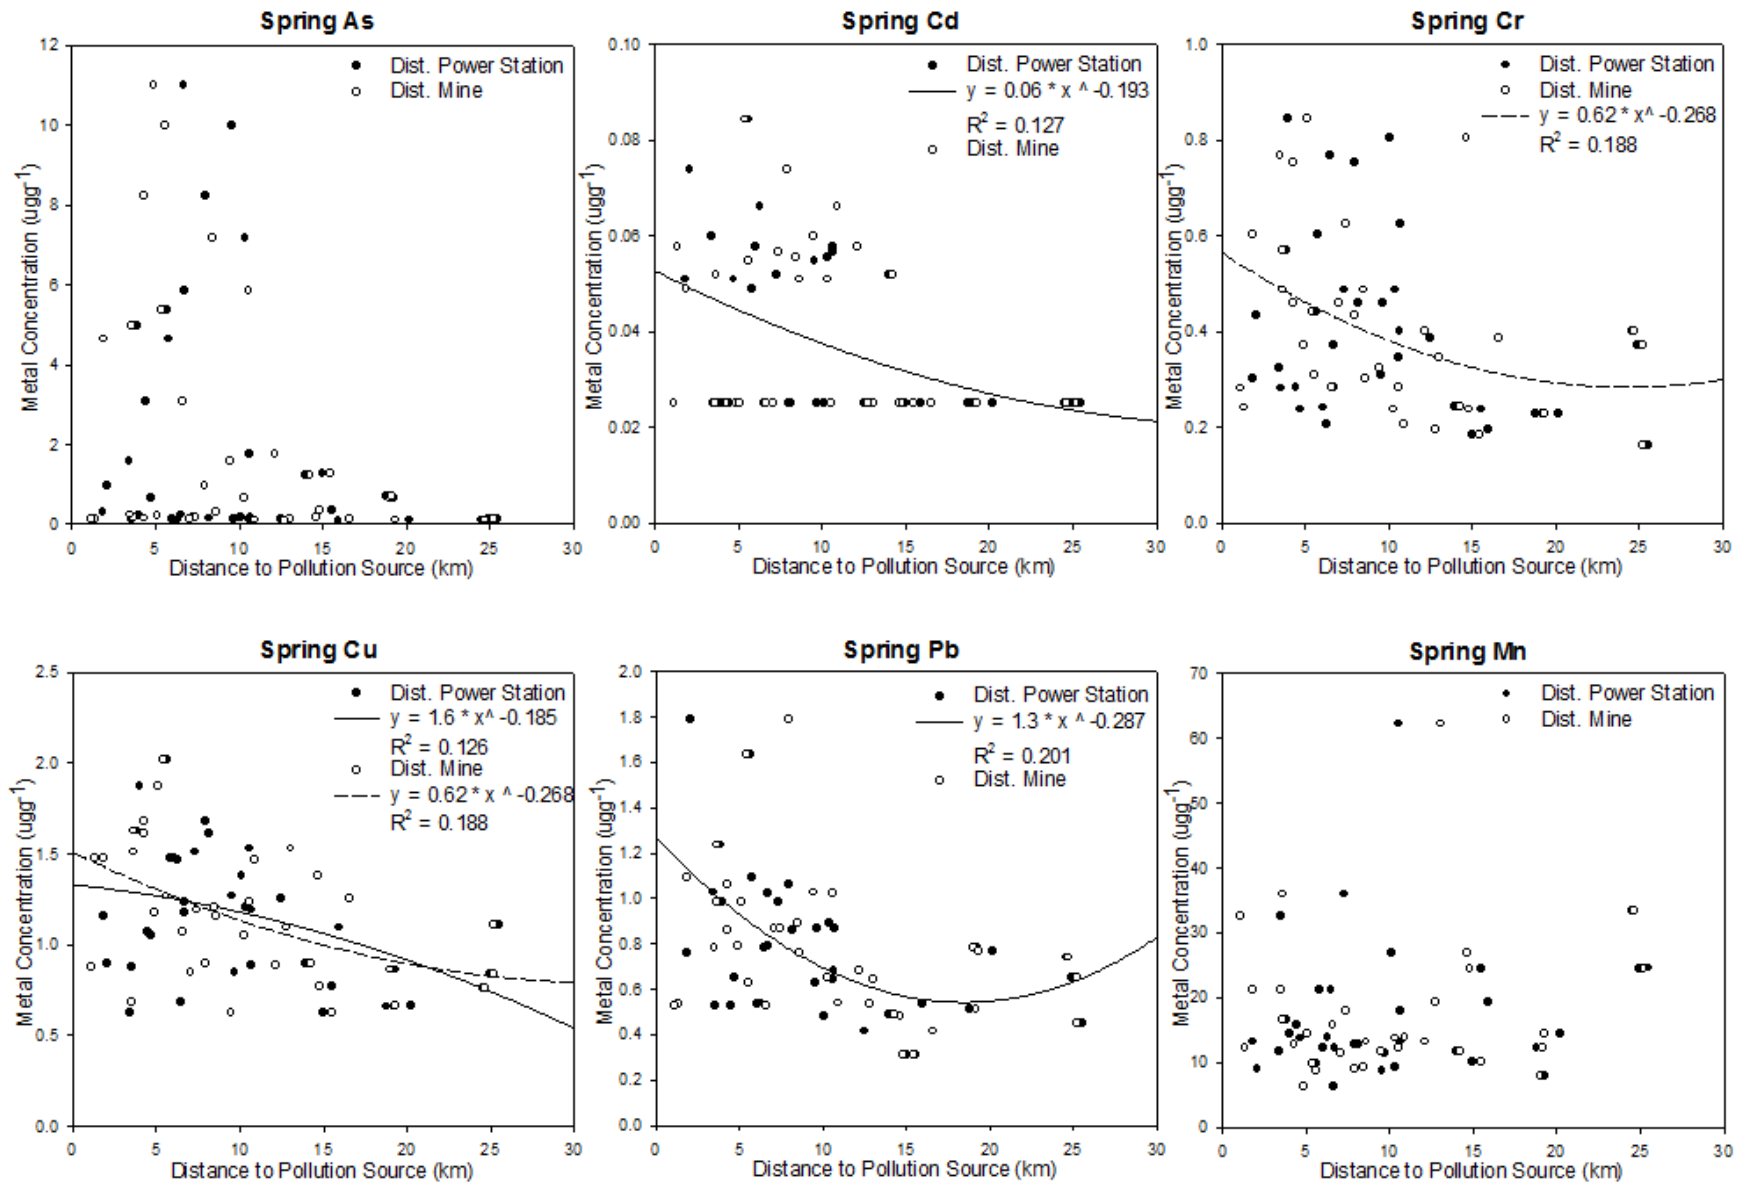 Spring As
Metal Concentration (ugg⁻¹)
12
10
8
6
4
2
0
Dist. Power Station
Dist. Mine
0 5 10 15 20 25 30
Distance to Pollution Source (km)
Spring Cd
Metal Concentration (ugg⁻¹)
0.10
0.08
0.06
0.04
0.02
0.00
Dist. Power Station
y = 0.06 * x ^ -0.193
R² = 0.127
Dist. Mine
0 5 10 15 20 25 30
Distance to Pollution Source (km)
Spring Cr
Metal Concentration (ugg⁻¹)
1.0
0.8
0.6
0.4
0.2
0.0
Dist. Power Station
Dist. Mine
y = 0.62 * x^ -0.268
R² = 0.188
0 5 10 15 20 25 30
Distance to Pollution Source (km)
Spring Cu
Metal Concentration (ugg⁻¹)
2.5
2.0
1.5
1.0
0.5
0.0
Dist. Power Station
y = 1.6 * x^ -0.185
R² = 0.126
Dist. Mine
y = 0.62 * x ^ -0.268
R² = 0.188
0 5 10 15 20 25 30
Distance to Pollution Source (km)
Spring Pb
Metal Concentration (ugg⁻¹)
2.0
1.8
1.6
1.4
1.2
1.0
0.8
0.6
0.4
0.2
0.0
Dist. Power Station
y = 1.3 * x ^ -0.287
R² = 0.201
Dist. Mine
0 5 10 15 20 25 30
Distance to Pollution Source (km)
Spring Mn
Metal Concentration (ugg⁻¹)
70
60
50
40
30
20
10
0
Dist. Power Station
Dist. Mine
0 5 10 15 20 25 30
Distance to Pollution Source (km)